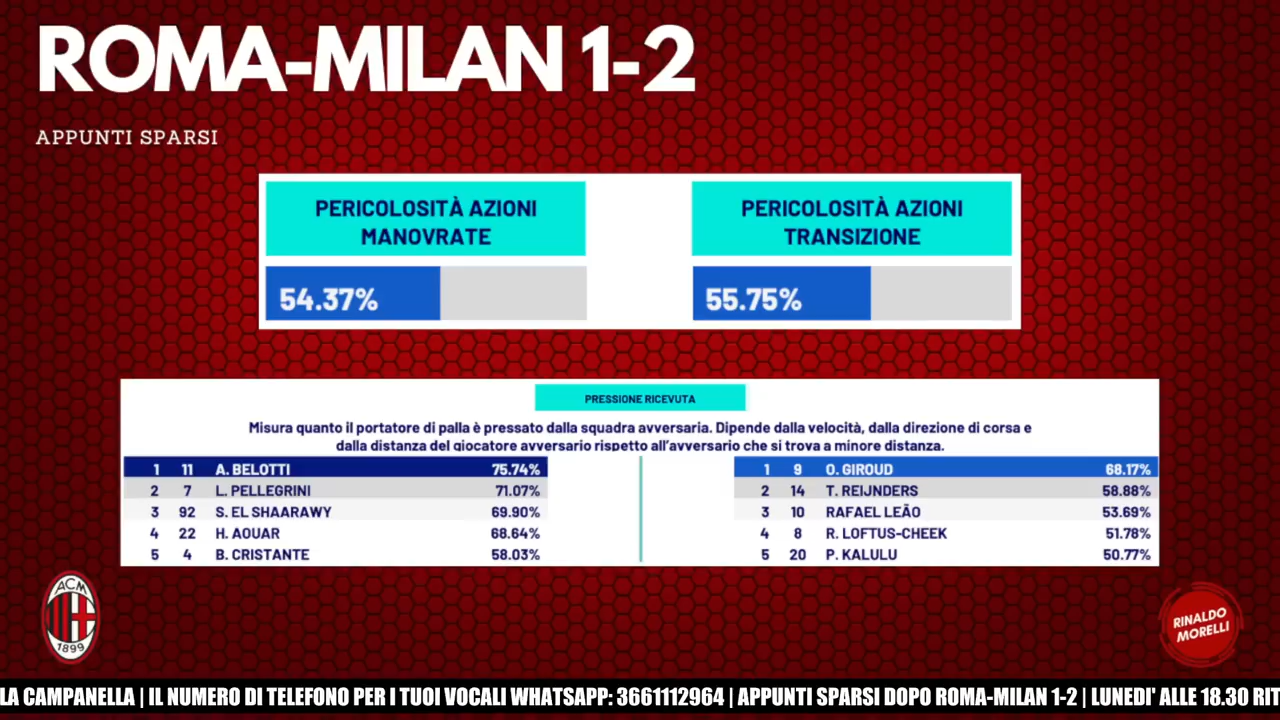 ROMA-MILAN 1-2
APPUNTI SPARSI
PERICOLOSITÀ AZIONI
MANOVRATE
54.37%
PERICOLOSITÀ AZIONI
TRANSIZIONE
55.75%
PRESSIONE RICEVUTA
Misura quanto il portatore di palla è pressato dalla squadra avversaria. Dipende dalla velocità, dalla direzione di corsa e
dalla distanza del giocatore avversario rispetto all'avversario che si trova a minore distanza.
1 11 A. BELOTTI 75.74%
2 7 L. PELLEGRINI 71.07%
3 92 S. EL SHAARAWY 69.90%
4 22 H. AOUAR 68.64%
5 4 B. CRISTANTE 58.03%
1 9 O. GIROUD 68.17%
2 14 T. REIJNDERS 58.88%
3 10 RAFAEL LEÃO 53.69%
4 8 R. LOFTUS-CHEEK 51.78%
5 20 P. KALULU 50.77%
ACM
1899
RINALDO
MORELLI
LA CAMPANELLA | IL NUMERO DI TELEFONO PER I TUOI VOCALI WHATSAPP: 3661112964 | APPUNTI SPARSI DOPO ROMA-MILAN 1-2 | LUNEDI' ALLE 18.30 RIT